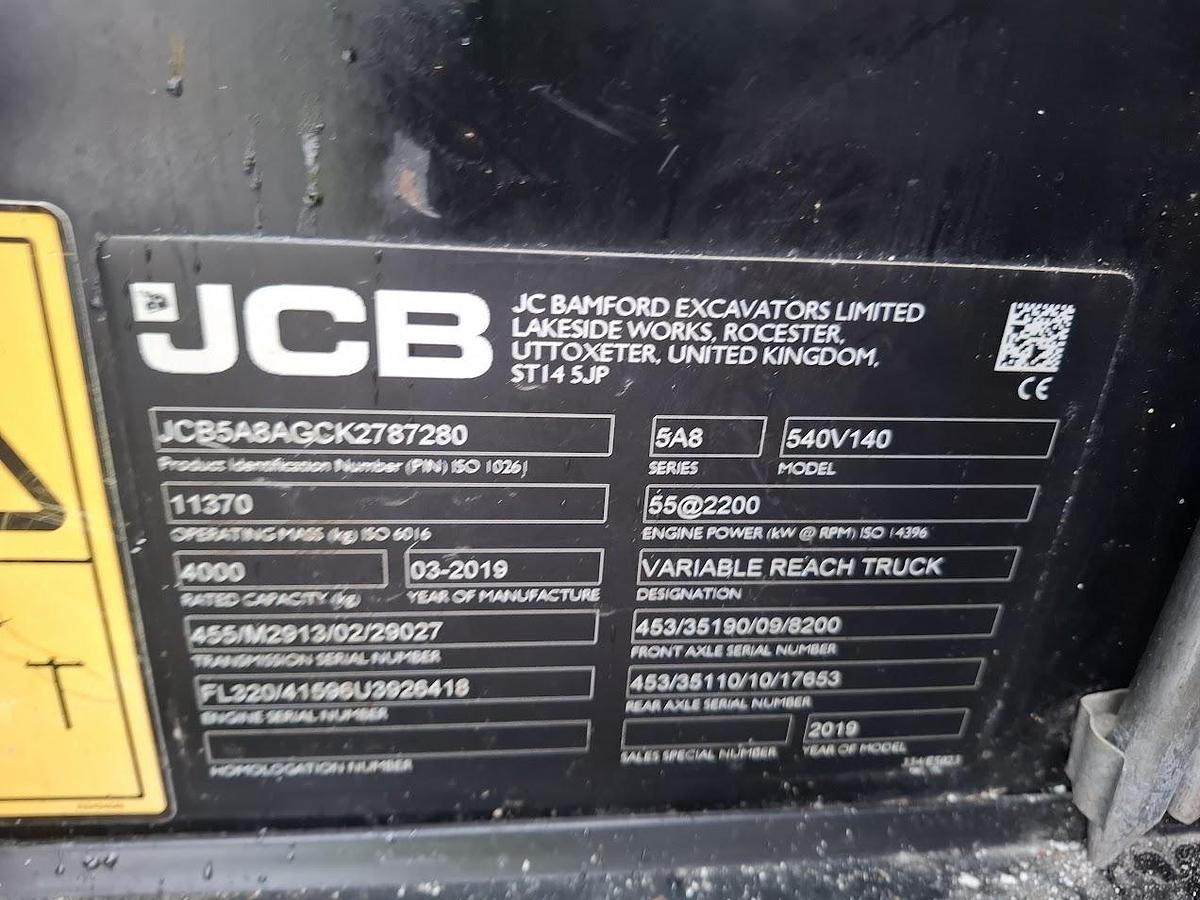 JCB
JC BAMFORD EXCAVATORS LIMITED
LAKESIDE WORKS, ROCESTER,
UTTOXETER, UNITED KINGDOM,
ST14 5JP
CE
JCB5A8AGCK2787280
Product Identification Number (PIN) ISO 10261
5A8
SERIES
540V140
MODEL
11370
OPERATING MASS (kg) ISO 6016
55@2200
ENGINE POWER (kW @ RPM) ISO 14396
4000
RATED CAPACITY (kg)
03-2019
YEAR OF MANUFACTURE
VARIABLE REACH TRUCK
DESIGNATION
455/M2913/02/29027
TRANSMISSION SERIAL NUMBER
453/35190/09/8200
FRONT AXLE SERIAL NUMBER
FL320/41596U3926418
ENGINE SERIAL NUMBER
453/35110/10/17653
REAR AXLE SERIAL NUMBER
HOMOLOGATION NUMBER
SALES SPECIAL NUMBER
2019
YEAR OF MODEL